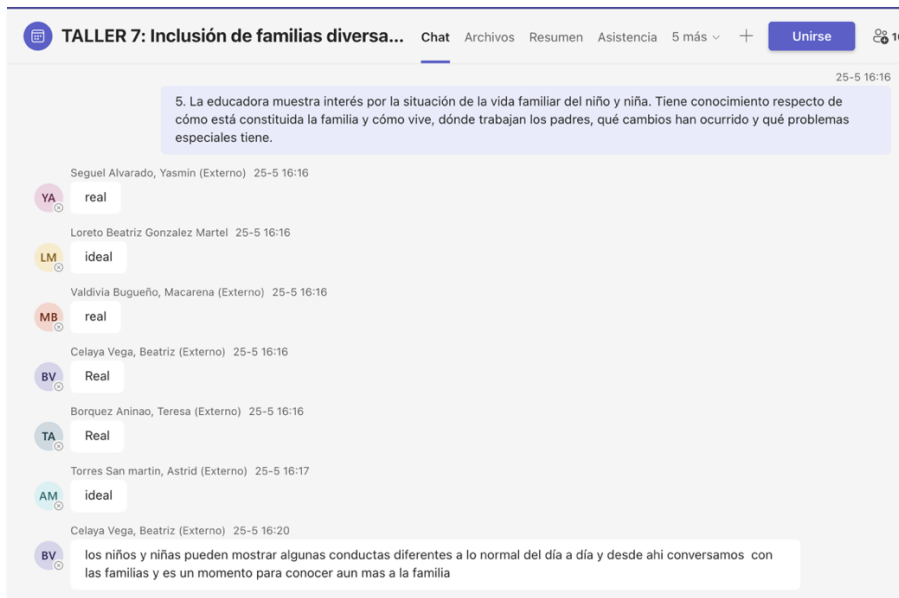 TALLER 7: Inclusión de familias diversa...
Chat
Archivos
Resumen
Asistencia
5 más
Unirse
25-5 16:16
5. La educadora muestra interés por la situación de la vida familiar del niño y niña. Tiene conocimiento respecto de
cómo está constituida la familia y cómo vive, dónde trabajan los padres, qué cambios han ocurrido y qué problemas
especiales tiene.
Seguel Alvarado, Yasmin (Externo) 25-5 16:16
YA
real
Loreto Beatriz Gonzalez Martel 25-5 16:16
LM
ideal
Valdivia Bugueño, Macarena (Externo) 25-5 16:16
MB
real
Celaya Vega, Beatriz (Externo) 25-5 16:16
BV
Real
Borquez Aninao, Teresa (Externo) 25-5 16:16
TA
Real
Torres San martin, Astrid (Externo) 25-5 16:17
AM
ideal
Celaya Vega, Beatriz (Externo) 25-5 16:20
BV
los niños y niñas pueden mostrar algunas conductas diferentes a lo normal del día a día y desde ahi conversamos con
las familias y es un momento para conocer aun mas a la familia